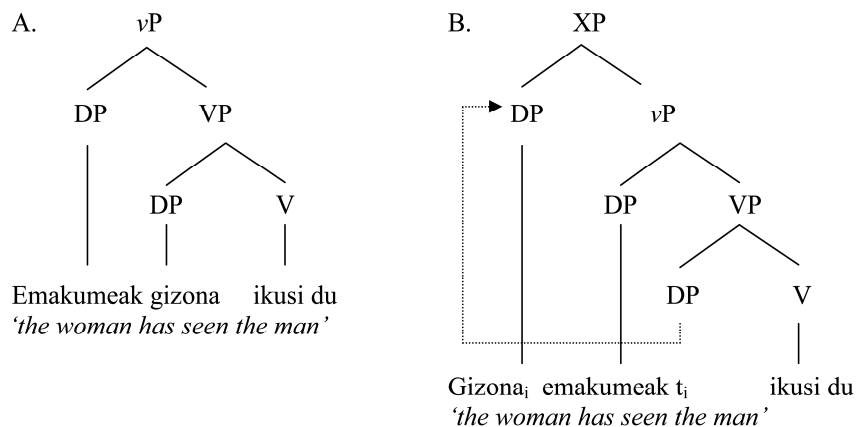 A.
vP
DP VP
DP V
Emakumeak gizona ikusi du
‘the woman has seen the man’
B.
XP
DP vP
DP VP
DP V
Gizonaᵢ emakumeak tᵢ ikusi du
‘the woman has seen the man’